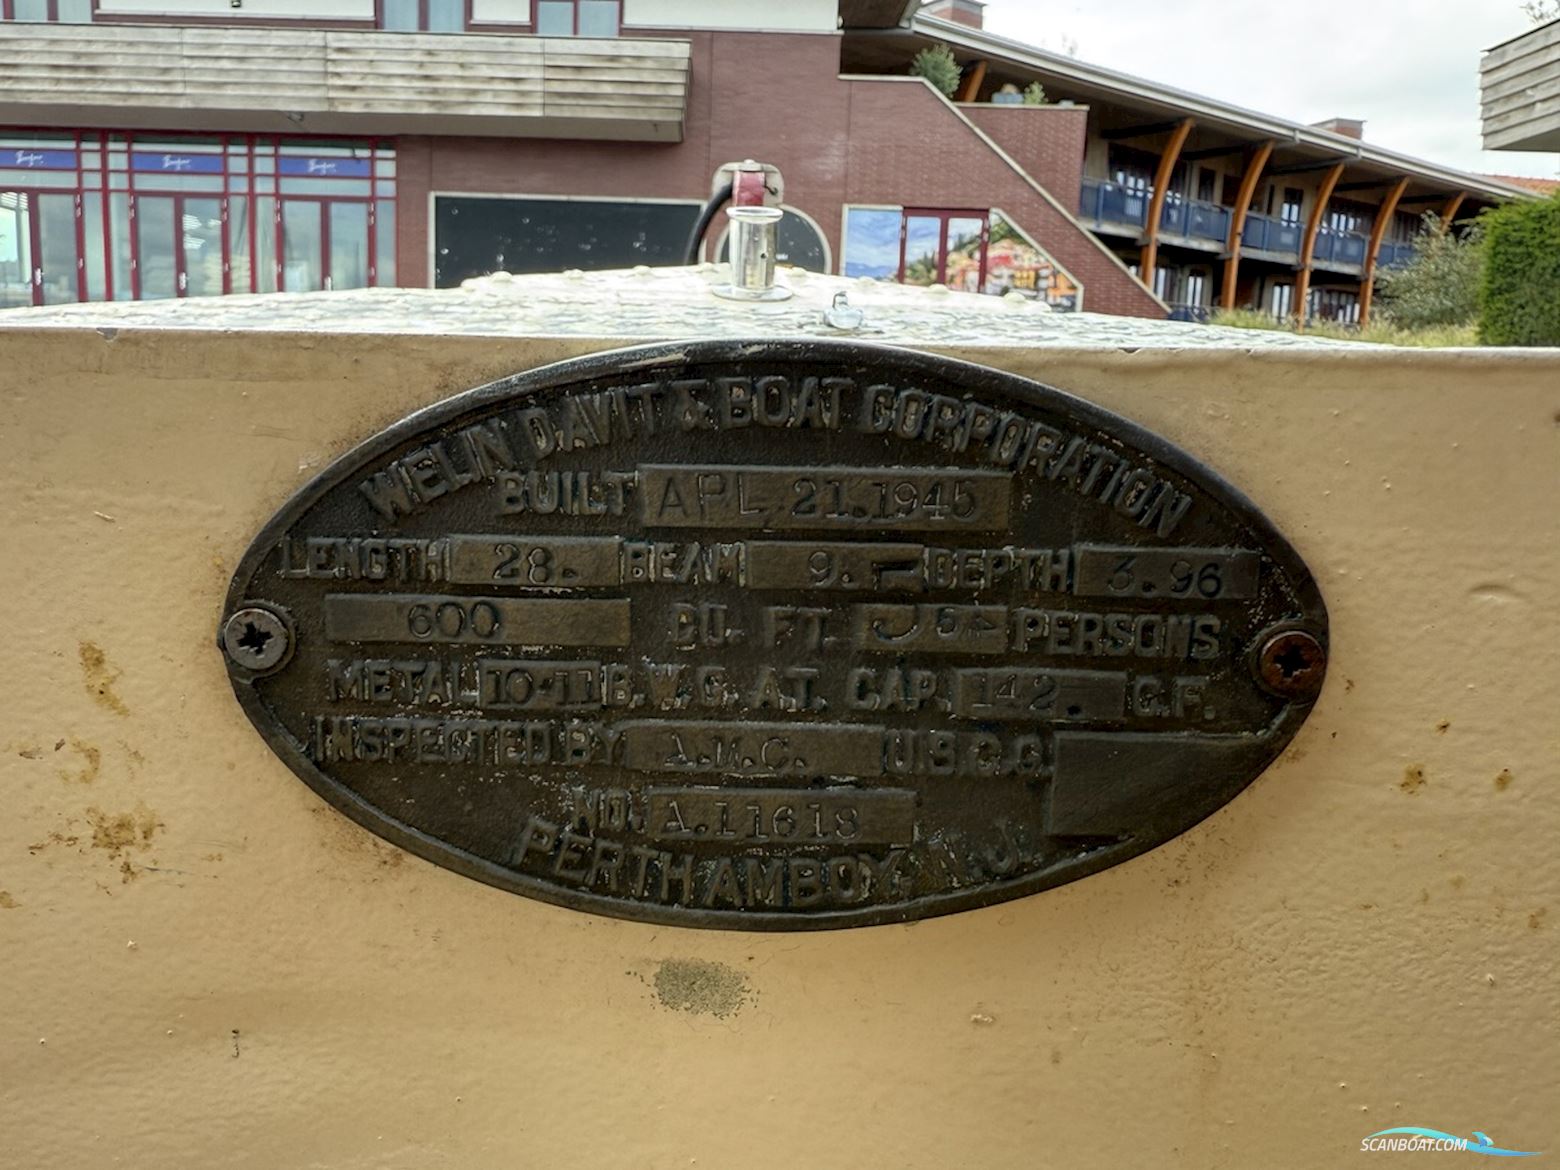 WELIN DAVIT & BOAT CORPORATION
BUILT APL 21.1945
LENGTH 28. BEAM 9. DEPTH 3.96
600 CU. FT. PERSONS
METAL 10-11 B.W.G. A.T. CAP. 142. C.F.
INSPECTED BY A.M.C. U.S.C.G
NO. A.11618
PERTH AMBOY, N.J.
SCANBOAT.COM